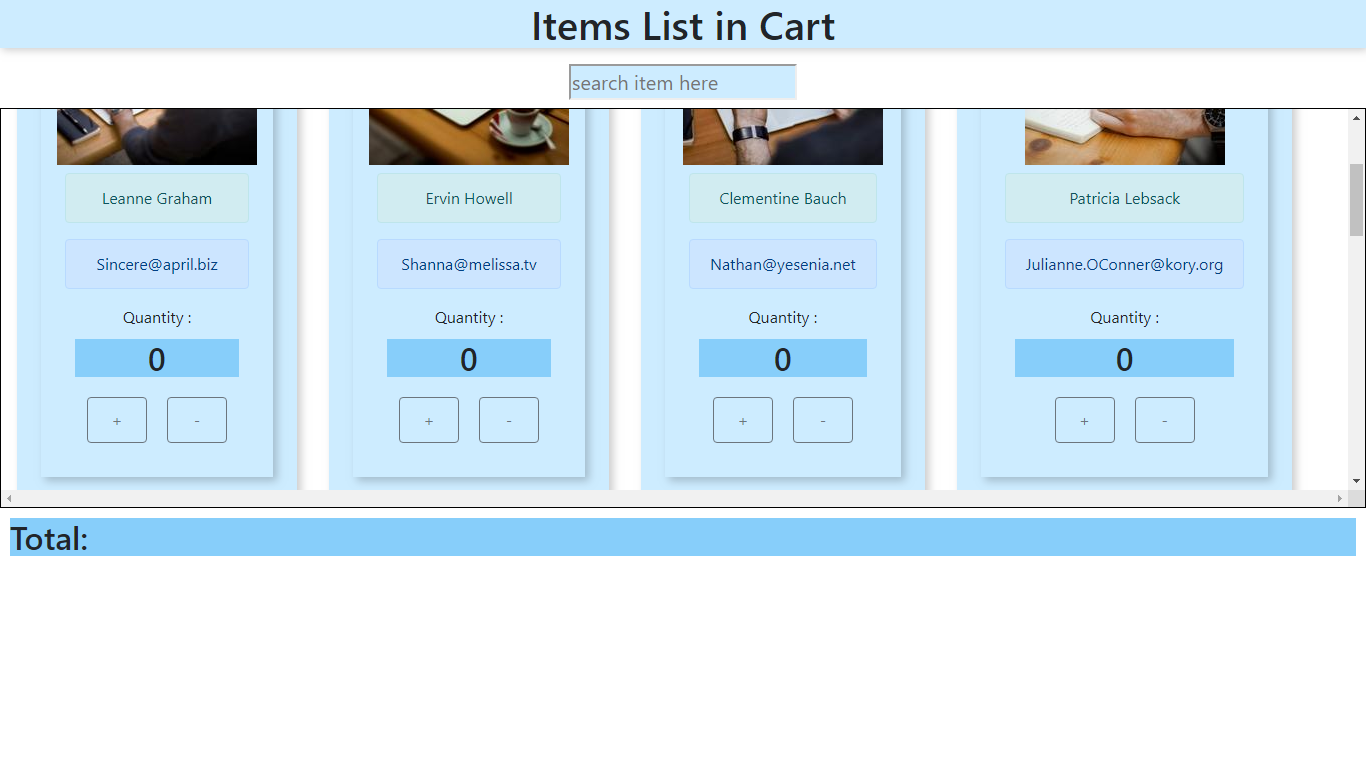 Items List in Cart
search item here
Leanne Graham
Sincere@april.biz
Quantity :
0
+
-
Ervin Howell
Shanna@melissa.tv
Quantity :
0
+
-
Clementine Bauch
Nathan@yesenia.net
Quantity :
0
+
-
Patricia Lebsack
Julianne.OConner@kory.org
Quantity :
0
+
-
Total: